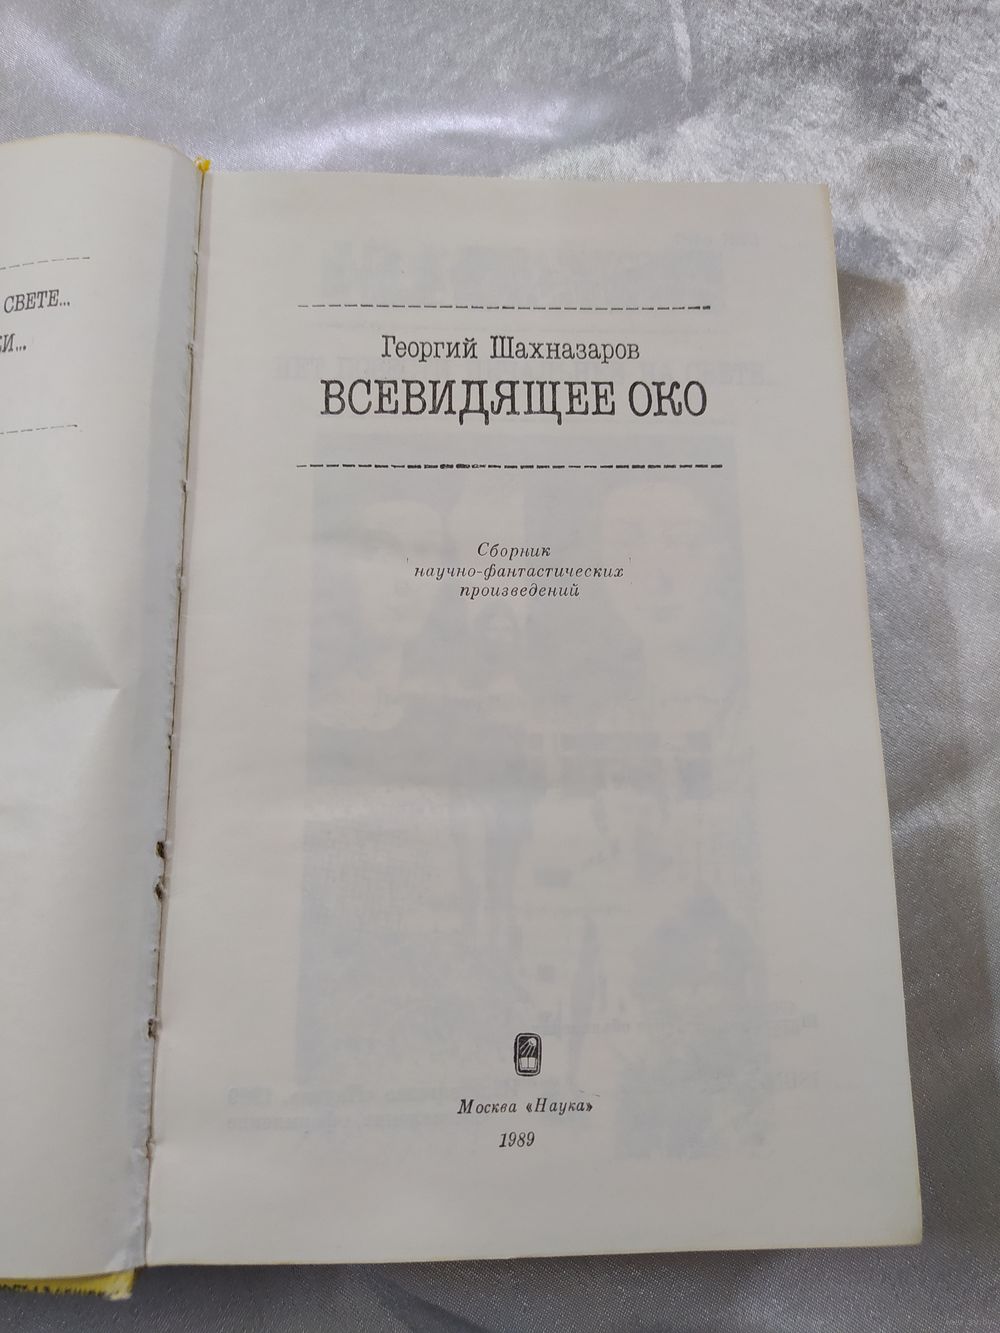 СВЕТЕ...
Георгий Шахназаров
ВСЕВИДЯЩЕЕ ОКО
Сборник
научно-фантастических
произведений
Москва «Наука»
1989